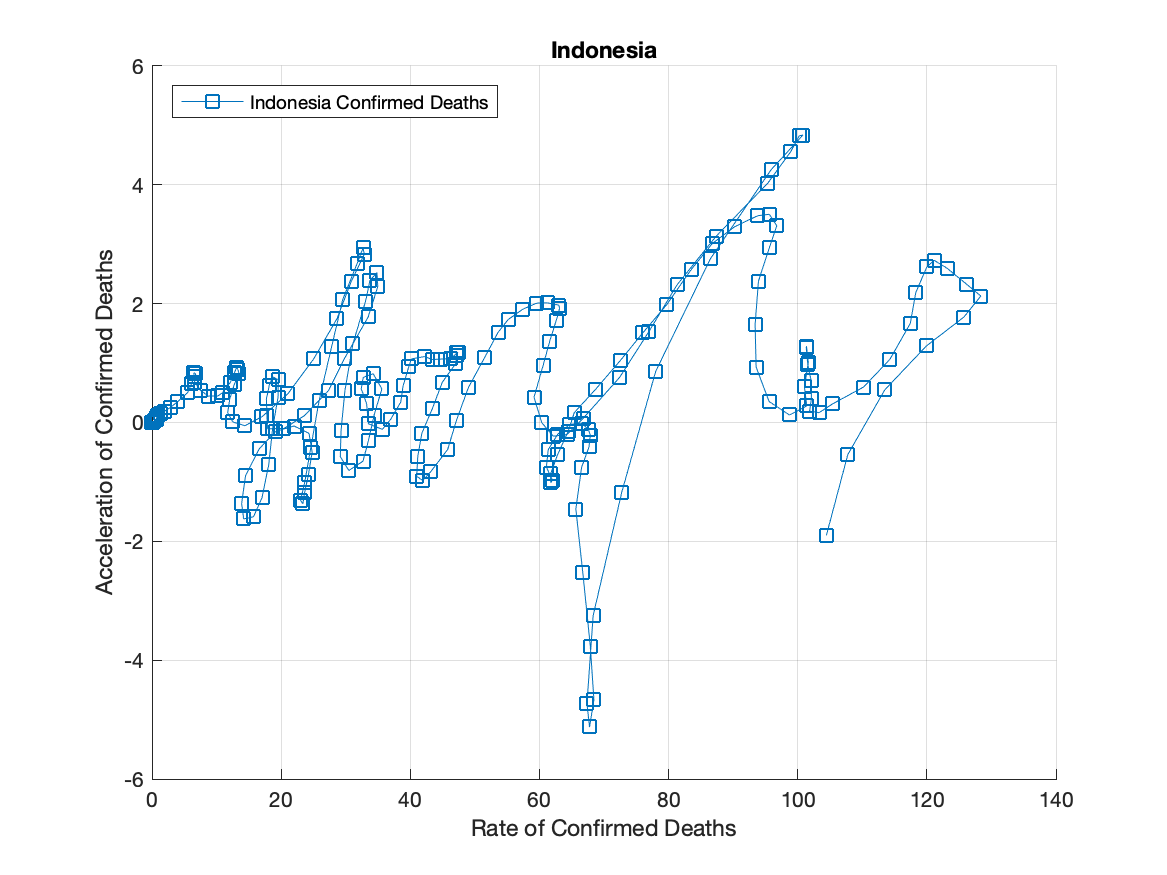 Indonesia
Indonesia Confirmed Deaths
Acceleration of Confirmed Deaths
6
4
2
0
-2
-4
-6
0 20 40 60 80 100 120 140
Rate of Confirmed Deaths